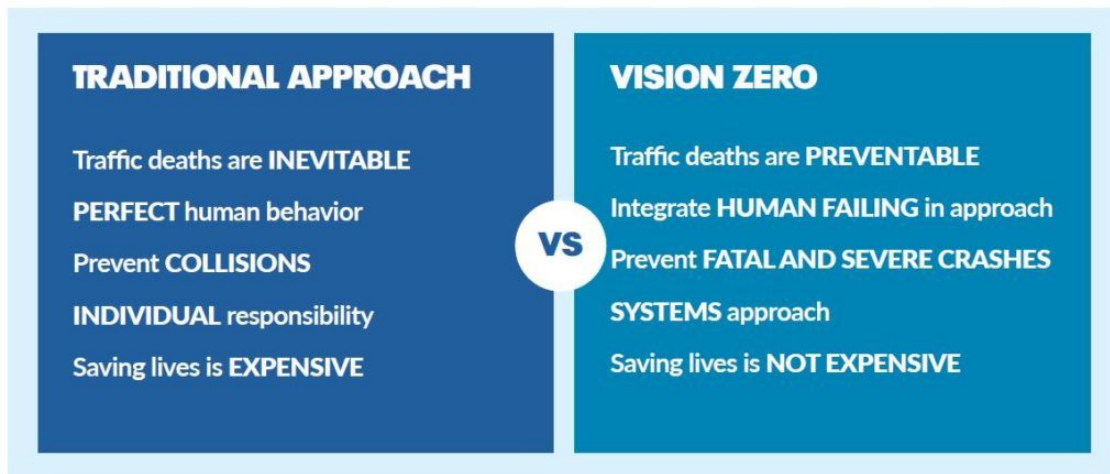 TRADITIONAL APPROACH
Traffic deaths are INEVITABLE
PERFECT human behavior
Prevent COLLISIONS
INDIVIDUAL responsibility
Saving lives is EXPENSIVE
VS
VISION ZERO
Traffic deaths are PREVENTABLE
Integrate HUMAN FAILING in approach
Prevent FATAL AND SEVERE CRASHES
SYSTEMS approach
Saving lives is NOT EXPENSIVE